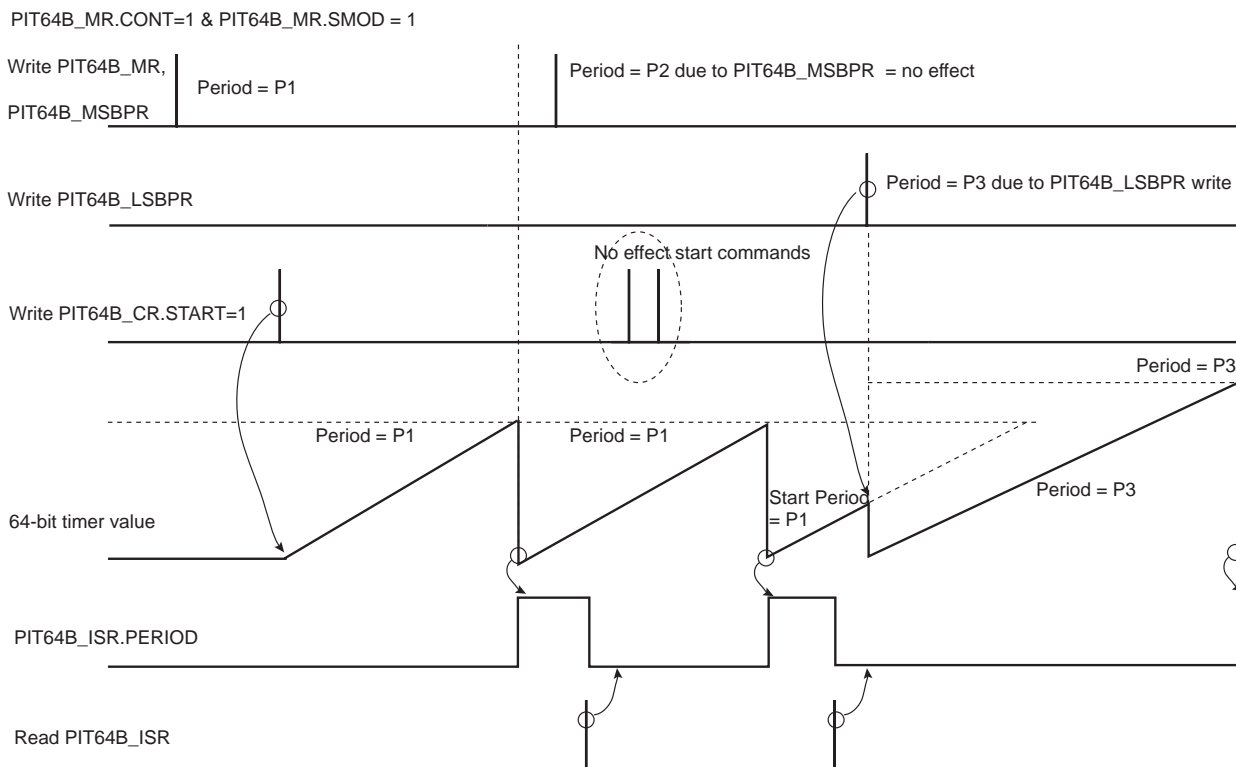 PIT64B_MR.CONT=1 & PIT64B_MR.SMOD = 1
Write PIT64B_MR,
PIT64B_MSBPR
Period = P1
Period = P2 due to PIT64B_MSBPR  = no effect
Write PIT64B_LSBPR
Period = P3 due to PIT64B_LSBPR write
No effect start commands
Write PIT64B_CR.START=1
Period = P3
Period = P1
Period = P1
Start Period
= P1
Period = P3
64-bit timer value
PIT64B_ISR.PERIOD
Read PIT64B_ISR